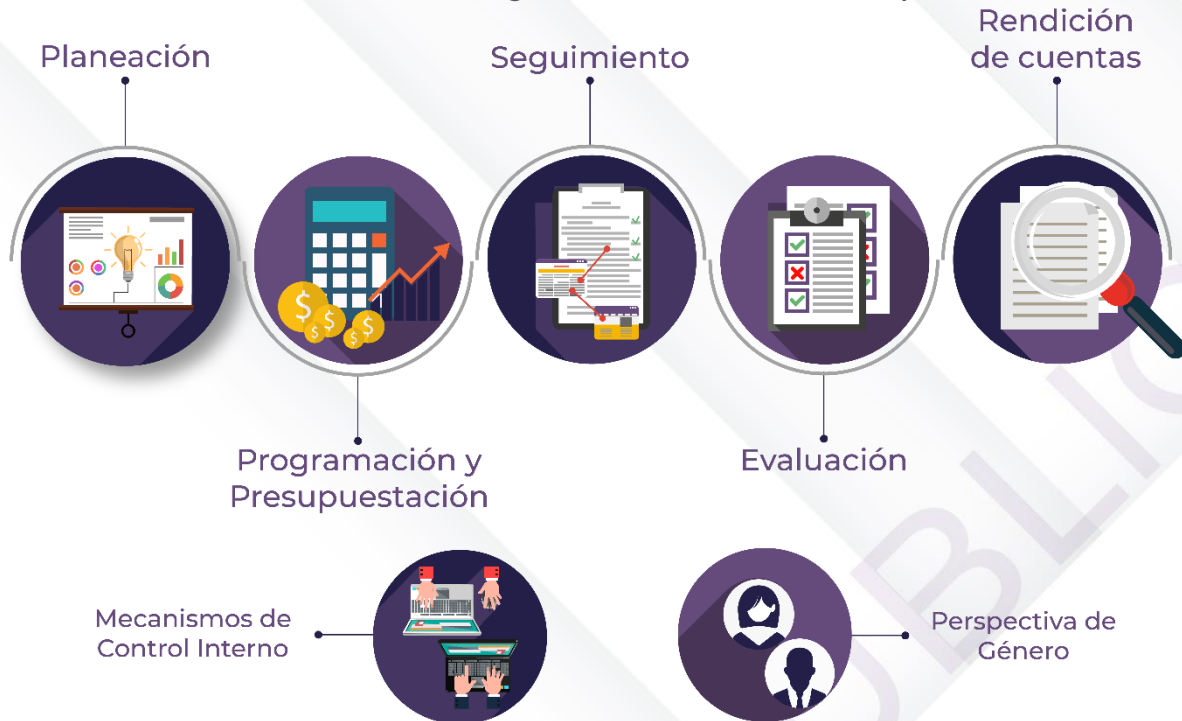 Planeación
Seguimiento
Rendición
de cuentas
Programación y
Presupuestación
Evaluación
Mecanismos de
Control Interno
Perspectiva de
Género